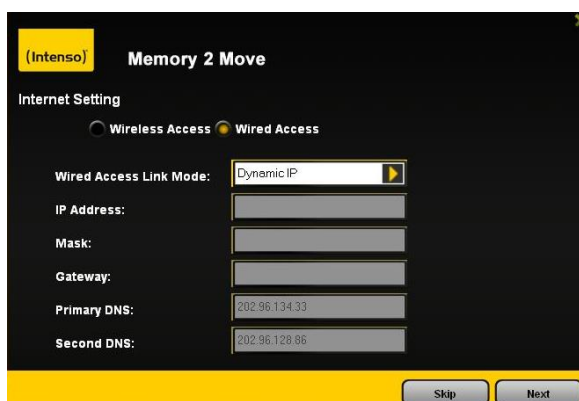 (Intenso)
Memory 2 Move
Internet Setting
Wireless Access Wired Access
Wired Access Link Mode: Dynamic IP
IP Address:
Mask:
Gateway:
Primary DNS: 202.96.134.33
Second DNS: 202.96.128.86
Skip Next